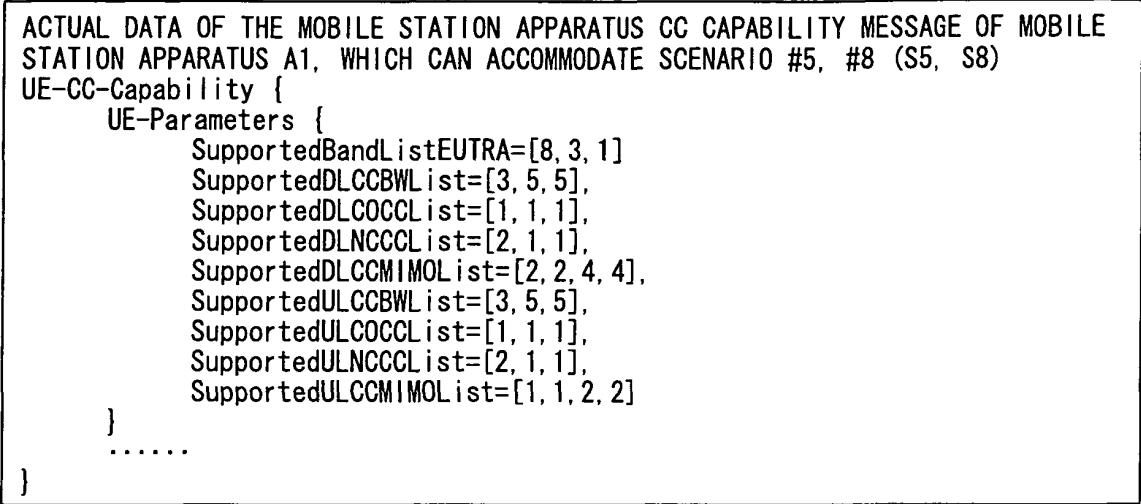 ACTUAL DATA OF THE MOBILE STATION APPARATUS CC CAPABILITY MESSAGE OF MOBILE
STATION APPARATUS A1, WHICH CAN ACCOMMODATE SCENARIO #5, #8 (S5, S8)
UE-CC-Capability {
UE-Parameters {
SupportedBandListEUTRA=[8, 3, 1]
SupportedDLCCBWList=[3, 5, 5],
SupportedDLCOCCList=[1, 1, 1],
SupportedDLNCCCList=[2, 1, 1],
SupportedDLCCMIMOList=[2, 2, 4, 4],
SupportedULCCBWList=[3, 5, 5],
SupportedULCOCCList=[1, 1, 1],
SupportedULNCCCList=[2, 1, 1],
SupportedULCCMIMOList=[1, 1, 2, 2]
}
......
}